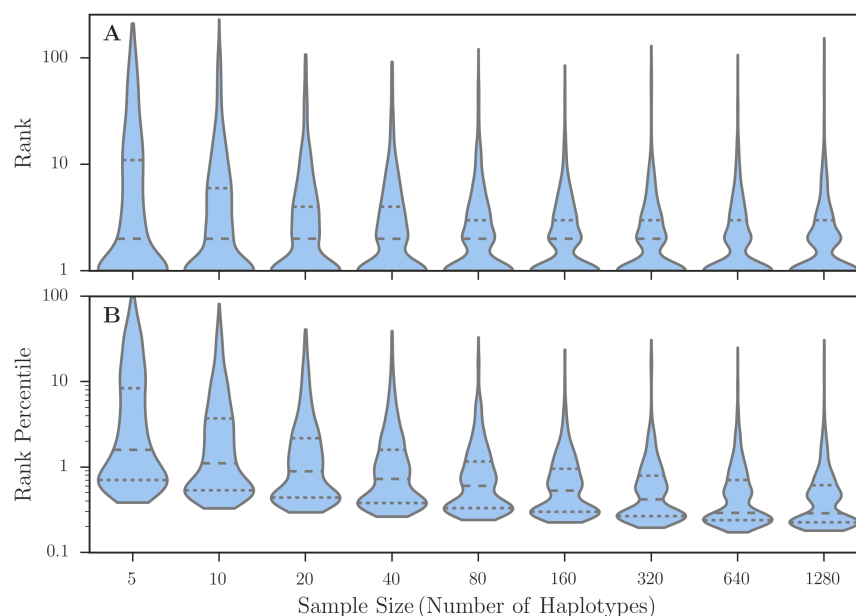 A
100
10
1
Rank
B
100
10
1
0.1
Rank Percentile
5 10 20 40 80 160 320 640 1280
Sample Size (Number of Haplotypes)